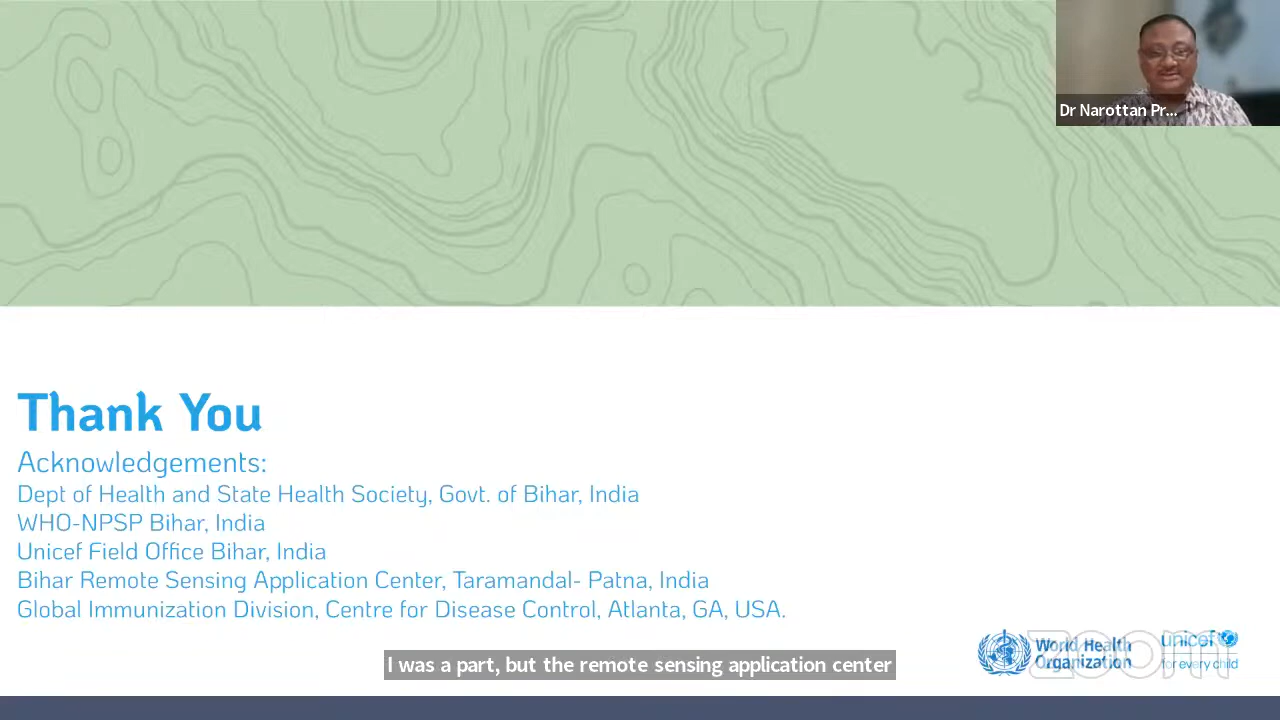 Dr Narottan Pr...
Thank You
Acknowledgements:
Dept of Health and State Health Society, Govt. of Bihar, India
WHO-NPSP Bihar, India
Unicef Field Office Bihar, India
Bihar Remote Sensing Application Center, Taramandal- Patna, India
Global Immunization Division, Centre for Disease Control, Atlanta, GA, USA.
World Health
Organization
unicef
for every child
zoom
I was a part, but the remote sensing application center